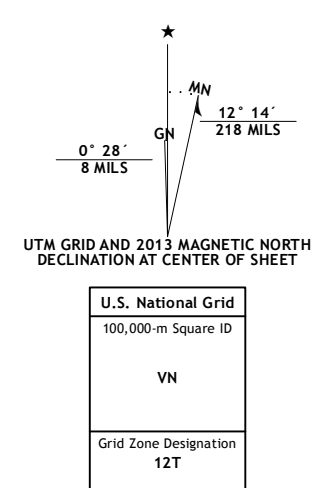 ★
MN
GN
12° 14´
218 MILS
0° 28´
8 MILS
UTM GRID AND 2013 MAGNETIC NORTH
DECLINATION AT CENTER OF SHEET
U.S. National Grid
100,000-m Square ID
VN
Grid Zone Designation
12T